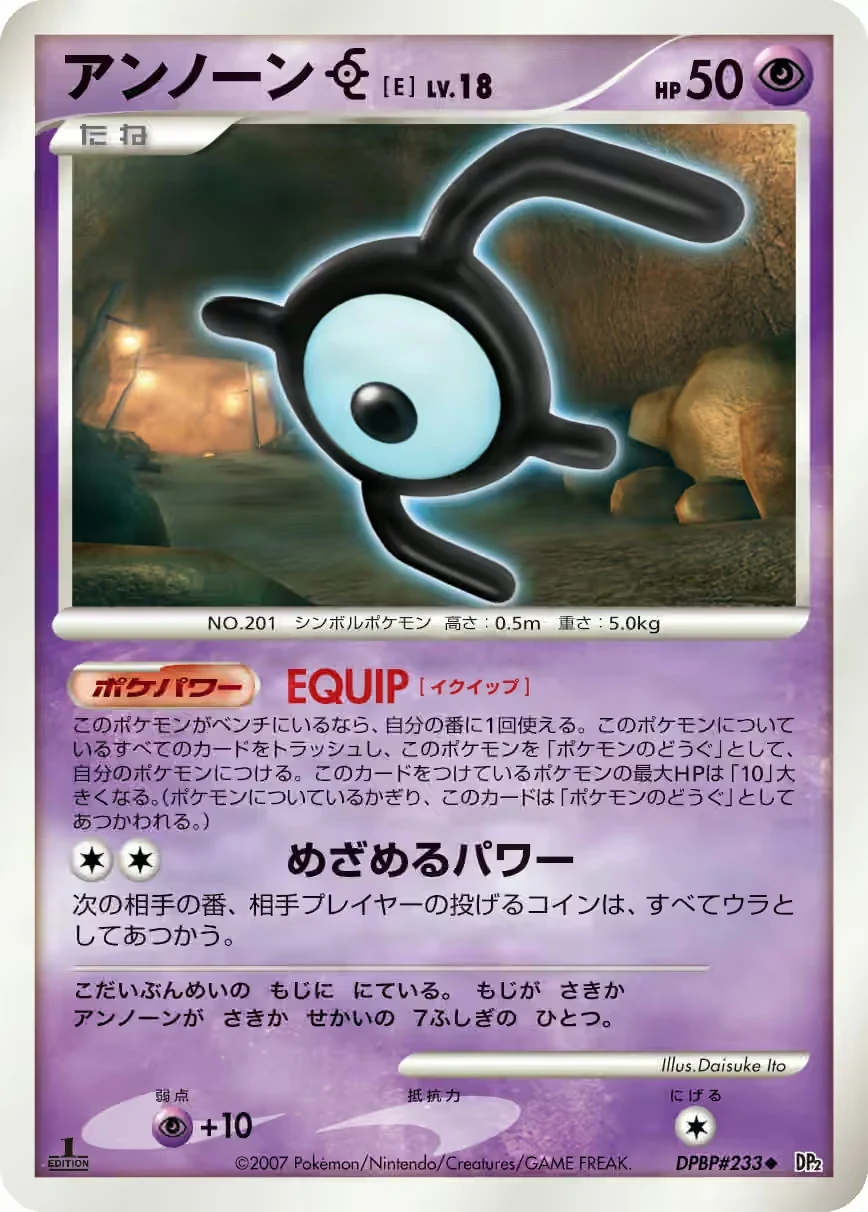 アンノーン [E] LV.18 HP 50
たね
NO.201 シンボルポケモン 高さ:0.5m 重さ:5.0kg
ポケパワー EQUIP [イクイップ]
このポケモンがベンチにいるなら、自分の番に1回使える。このポケモンについて
いるすべてのカードをトラッシュし、このポケモンを「ポケモンのどうぐ」として、
自分のポケモンにつける。このカードをつけているポケモンの最大HPは「10」大
きくなる。(ポケモンについているかぎり、このカードは「ポケモンのどうぐ」として
あつかわれる。)
めざめるパワー
次の相手の番、相手プレイヤーの投げるコインは、すべてウラと
してあつかう。
こだいぶんめいの もじに にている。 もじが さきか
アンノーンが さきか せかいの 7ふしぎの ひとつ。
Illus.Daisuke Ito
弱点 抵抗力 にげる
+10
1 EDITION ©2007 Pokémon/Nintendo/Creatures/GAME FREAK. DPBP#233◆ DP2